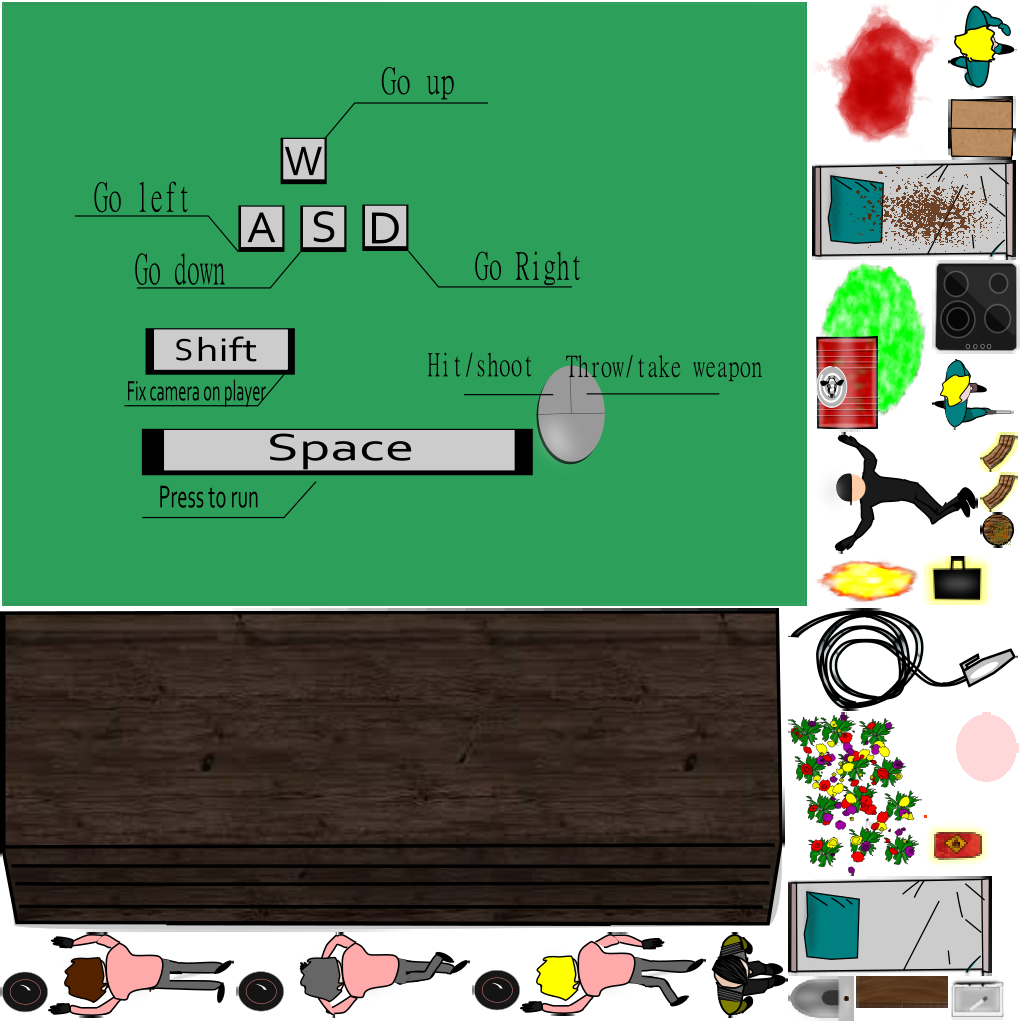 Go up
W
Go left
A S D
Go down
Go Right
Shift
Hit/shoot Throw/take weapon
Fix camera on player
Space
Press to run